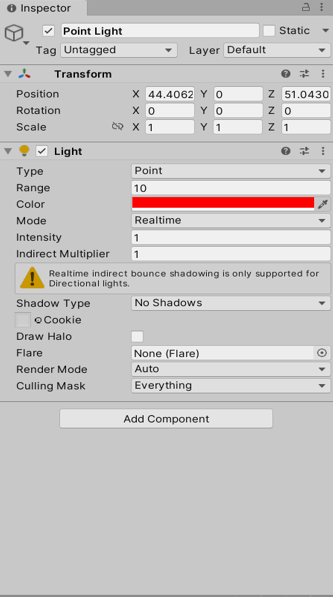 Inspector
Point Light Static
Tag Untagged Layer Default
Transform
Position X 44.4062 Y 0 Z 51.0430
Rotation X 0 Y 0 Z 0
Scale X 1 Y 1 Z 1
Light
Type Point
Range 10
Color
Mode Realtime
Intensity 1
Indirect Multiplier 1
Realtime indirect bounce shadowing is only supported for
Directional lights.
Shadow Type No Shadows
Cookie
Draw Halo
Flare None (Flare)
Render Mode Auto
Culling Mask Everything
Add Component